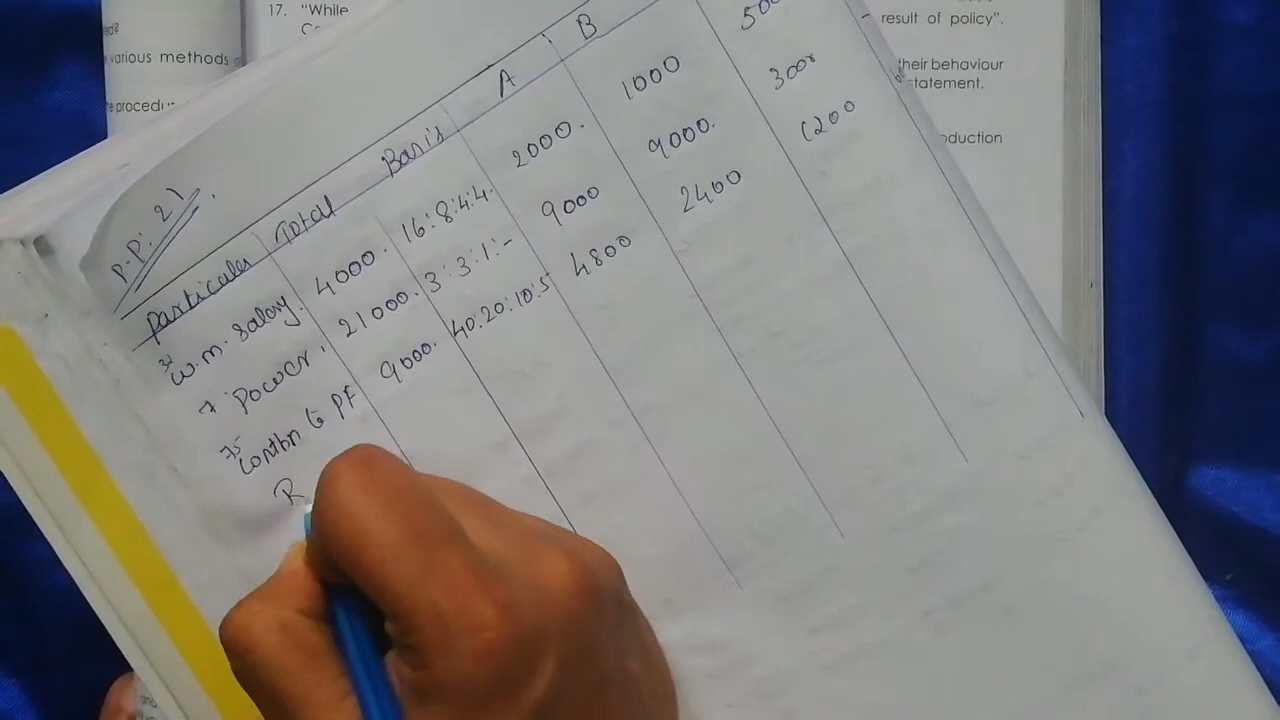 17. "While
various methods
result of policy".
their behaviour
statement.
oduction
P.P: 21
Particular Total Basis A B
W.M. Salary. 4000. 16:8:4:4. 2000. 1000 500
Power, 21000. 3:3:1:- 9000 9000. 3000
Contbn to PF 9000. 40:20:10:5 4800 2400 1200
R